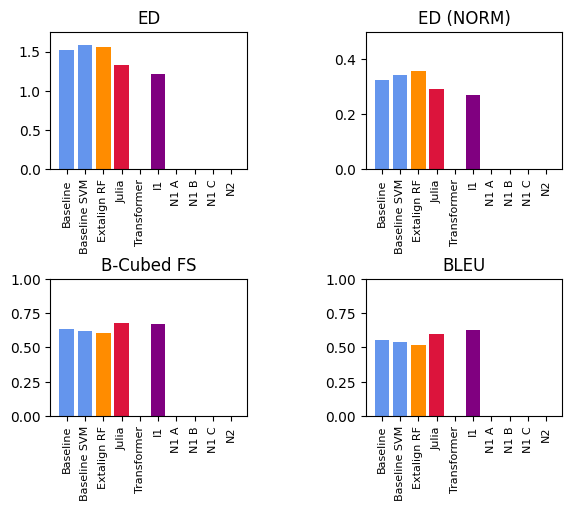 ED
1.5
1.0
0.5
0.0
Baseline
Baseline SVM
Extalign RF
Julia
Transformer
I1
N1 A
N1 B
N1 C
N2
ED (NORM)
0.4
0.2
0.0
Baseline
Baseline SVM
Extalign RF
Julia
Transformer
I1
N1 A
N1 B
N1 C
N2
B-Cubed FS
1.00
0.75
0.50
0.25
0.00
Baseline
Baseline SVM
Extalign RF
Julia
Transformer
I1
N1 A
N1 B
N1 C
N2
BLEU
1.00
0.75
0.50
0.25
0.00
Baseline
Baseline SVM
Extalign RF
Julia
Transformer
I1
N1 A
N1 B
N1 C
N2